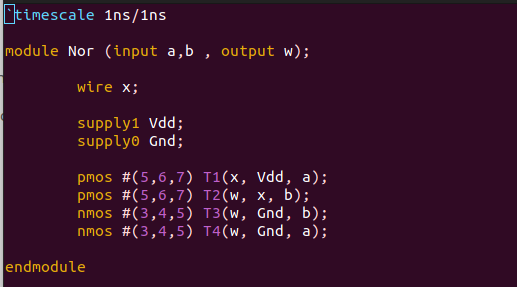 `timescale 1ns/1ns
module Nor (input a,b , output w);
wire x;
supply1 Vdd;
supply0 Gnd;
pmos #(5,6,7) T1(x, Vdd, a);
pmos #(5,6,7) T2(w, x, b);
nmos #(3,4,5) T3(w, Gnd, b);
nmos #(3,4,5) T4(w, Gnd, a);
endmodule